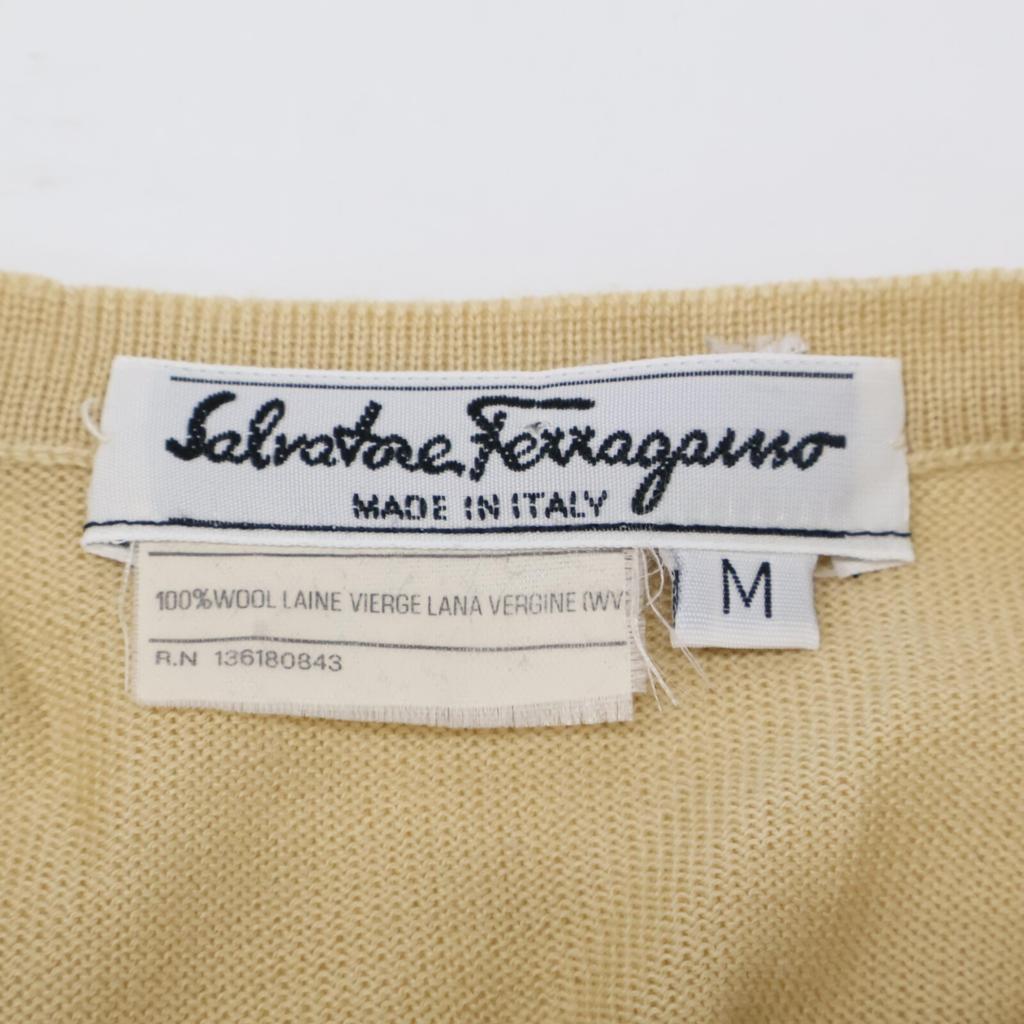 Salvatore Ferragamo
MADE IN ITALY
100%WOOL LAINE VIERGE LANA VERGINE (WV
M
R.N 136180843